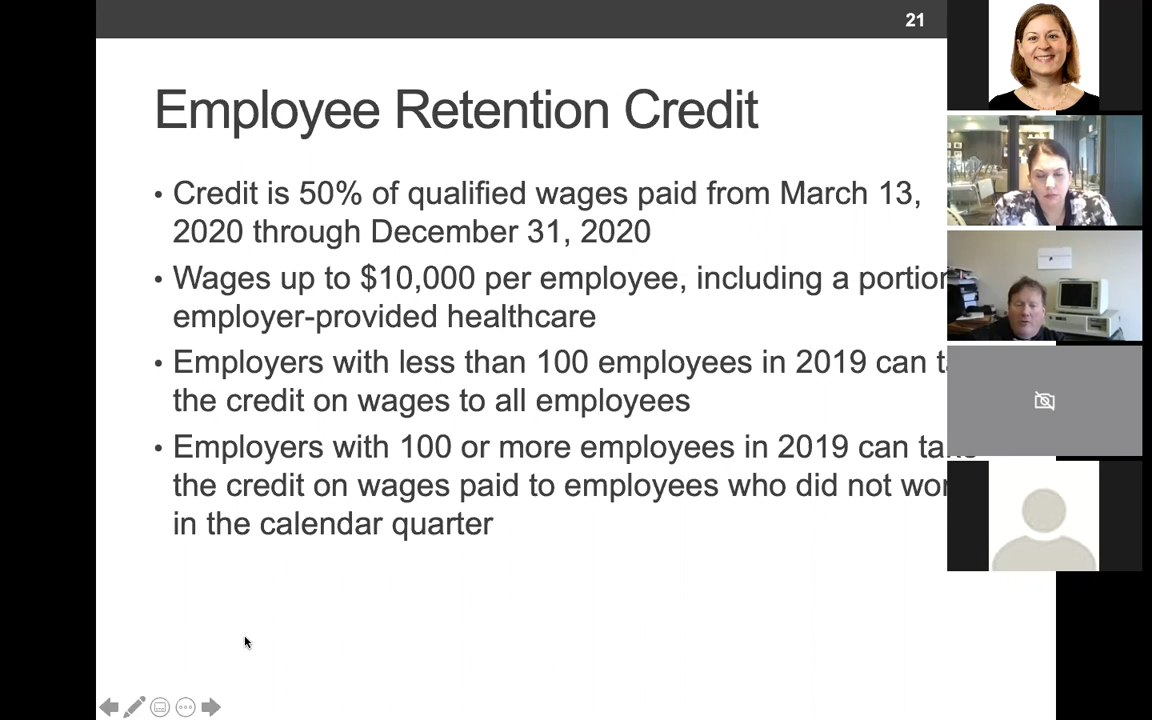 21
Employee Retention Credit
• Credit is 50% of qualified wages paid from March 13,
2020 through December 31, 2020
• Wages up to $10,000 per employee, including a portion
employer-provided healthcare
• Employers with less than 100 employees in 2019 can
the credit on wages to all employees
• Employers with 100 or more employees in 2019 can take
the credit on wages paid to employees who did not
in the calendar quarter